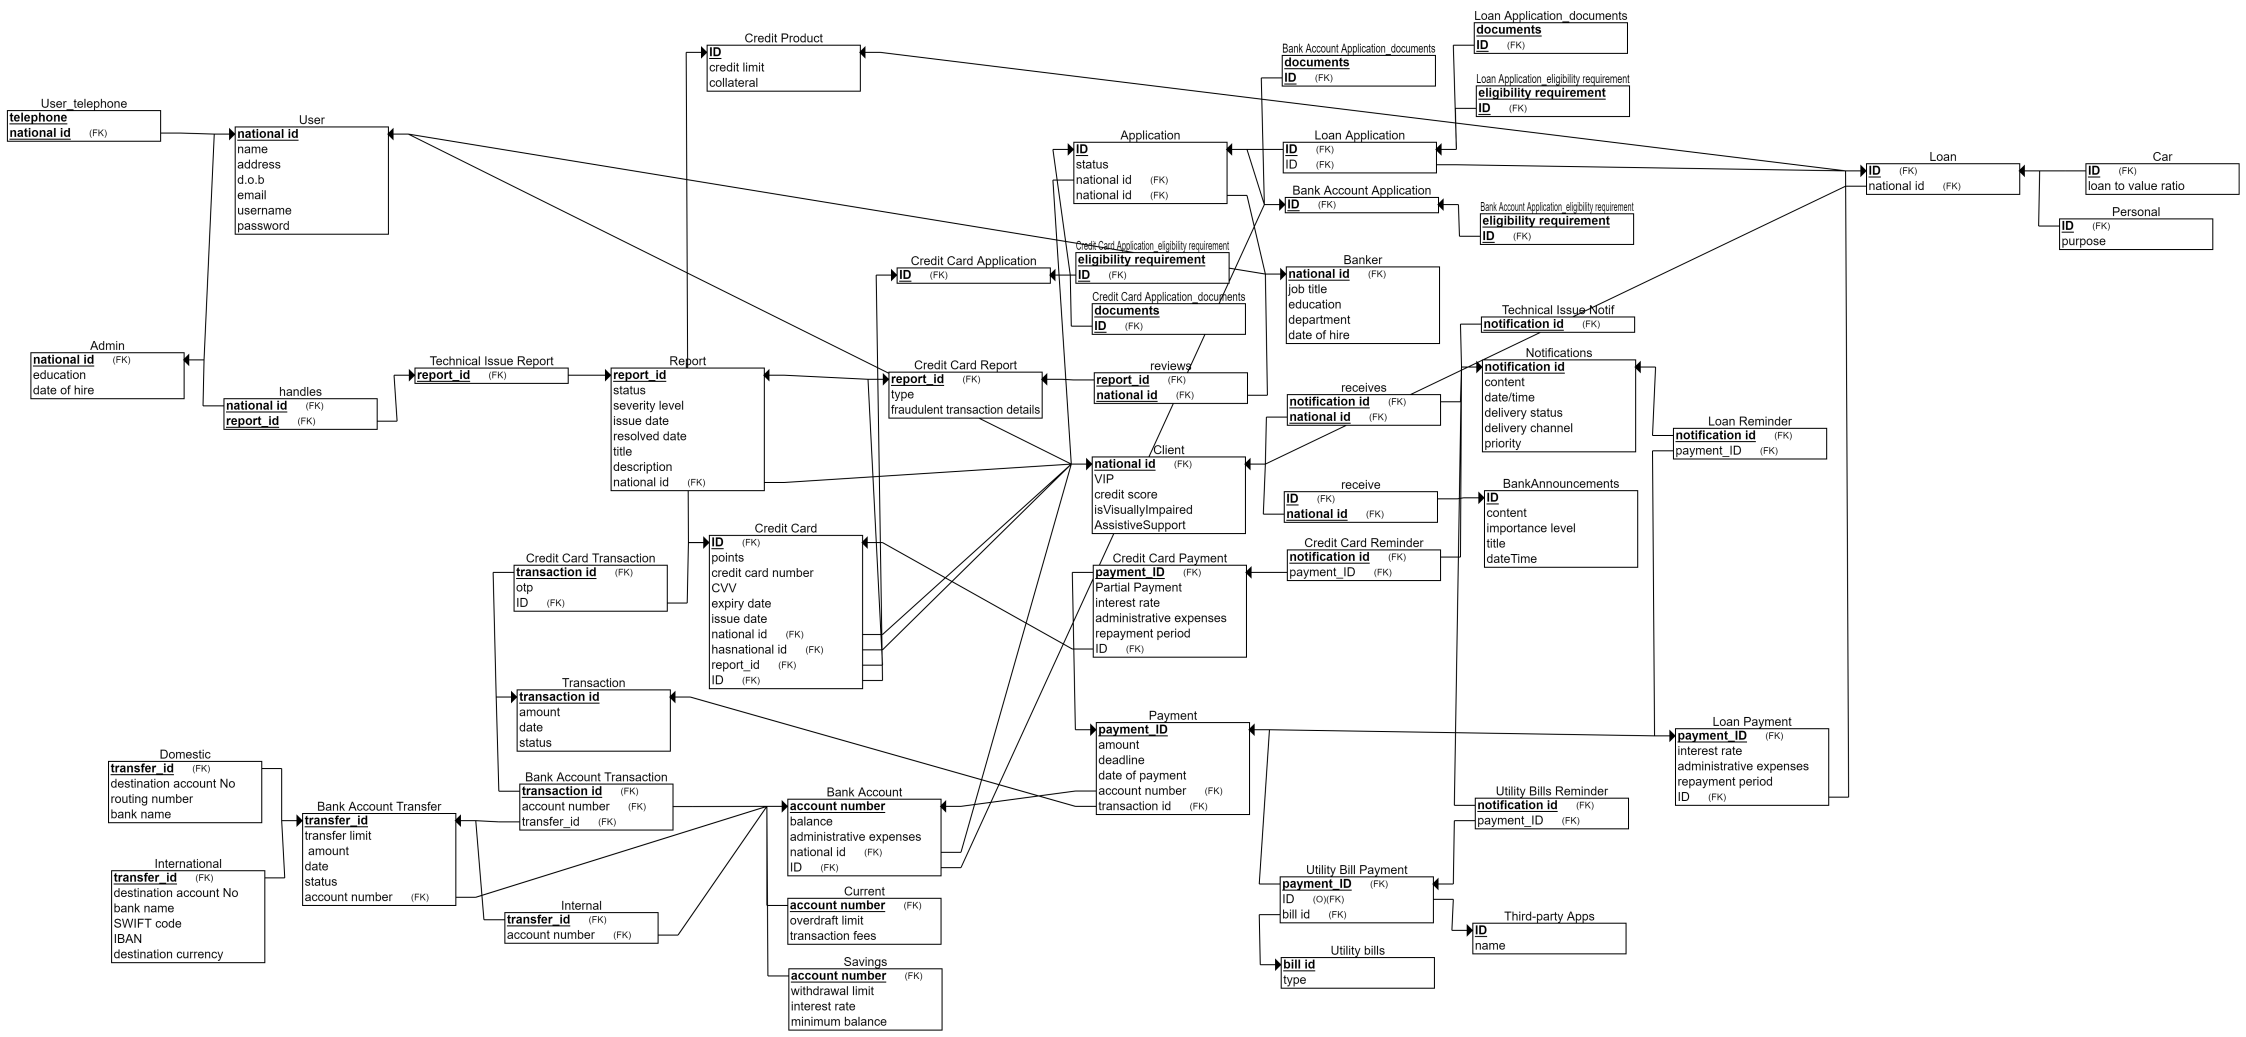 Loan Application_documents
documents
ID (FK)
Credit Product
ID
credit limit
collateral
Bank Account Application_documents
documents
ID (FK)
Loan Application_eligibility requirement
eligibility requirement
ID (FK)
User_telephone
telephone
national id (FK)
User
national id
name
address
d.o.b
email
username
password
Application
ID
status
national id (FK)
national id (FK)
Loan Application
ID (FK)
ID (FK)
Loan
ID (FK)
national id (FK)
Car
ID (FK)
loan to value ratio
Bank Account Application
ID (FK)
Bank Account Application_eligibility requirement
eligibility requirement
ID (FK)
Personal
ID (FK)
purpose
Credit Card Application_eligibility requirement
eligibility requirement
ID (FK)
Credit Card Application
ID (FK)
Banker
national id (FK)
job title
education
department
date of hire
Credit Card Application_documents
documents
ID (FK)
Technical Issue Notif
notification id (FK)
Admin
national id (FK)
education
date of hire
Technical Issue Report
report_id (FK)
Report
report_id
status
severity level
issue date
resolved date
title
description
national id (FK)
Credit Card Report
report_id (FK)
type
fraudulent transaction details
reviews
report_id (FK)
national id (FK)
Notifications
notification id
content
date/time
delivery status
delivery channel
priority
handles
national id (FK)
report_id (FK)
receives
notification id (FK)
national id (FK)
Loan Reminder
notification id (FK)
payment_ID (FK)
Client
national id (FK)
VIP
credit score
isVisuallyImpaired
AssistiveSupport
receive
ID (FK)
national id (FK)
BankAnnouncements
ID
content
importance level
title
dateTime
Credit Card
ID (FK)
points
credit card number
CVV
expiry date
issue date
national id (FK)
hasnational id (FK)
report_id (FK)
ID (FK)
Credit Card Reminder
notification id (FK)
payment_ID (FK)
Credit Card Transaction
transaction id (FK)
otp
ID (FK)
Credit Card Payment
payment_ID (FK)
Partial Payment
interest rate
administrative expenses
repayment period
ID (FK)
Transaction
transaction id
amount
date
status
Payment
payment_ID
amount
deadline
date of payment
account number (FK)
transaction id (FK)
Loan Payment
payment_ID (FK)
interest rate
administrative expenses
repayment period
ID (FK)
Domestic
transfer_id (FK)
destination account No
routing number
bank name
Bank Account Transaction
transaction id (FK)
account number (FK)
transfer_id (FK)
Bank Account
account number
balance
administrative expenses
national id (FK)
ID (FK)
Utility Bills Reminder
notification id (FK)
payment_ID (FK)
Bank Account Transfer
transfer_id
transfer limit
amount
date
status
account number (FK)
International
transfer_id (FK)
destination account No
bank name
SWIFT code
IBAN
destination currency
Utility Bill Payment
payment_ID (FK)
ID (O)(FK)
bill id (FK)
Current
account number (FK)
overdraft limit
transaction fees
Internal
transfer_id (FK)
account number (FK)
Third-party Apps
ID
name
Utility bills
bill id
type
Savings
account number (FK)
withdrawal limit
interest rate
minimum balance